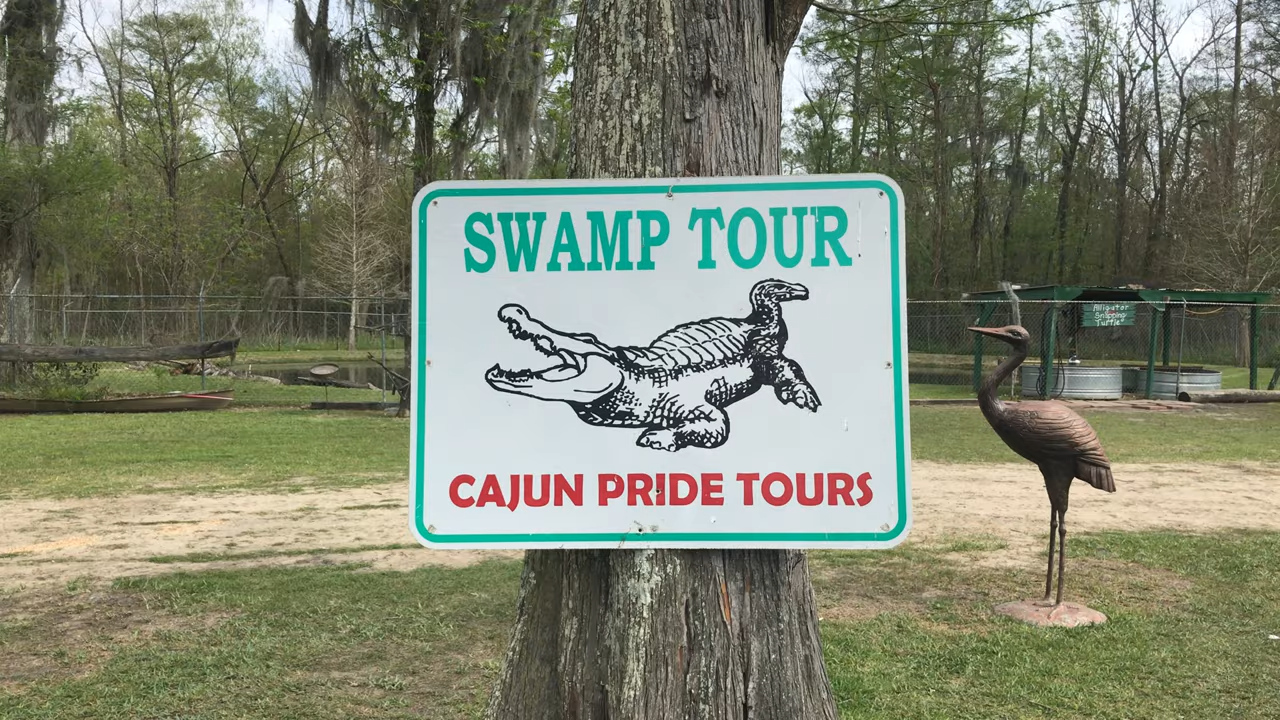 SWAMP TOUR
CAJUN PRIDE TOURS
Alligator
Snapping
Turtle